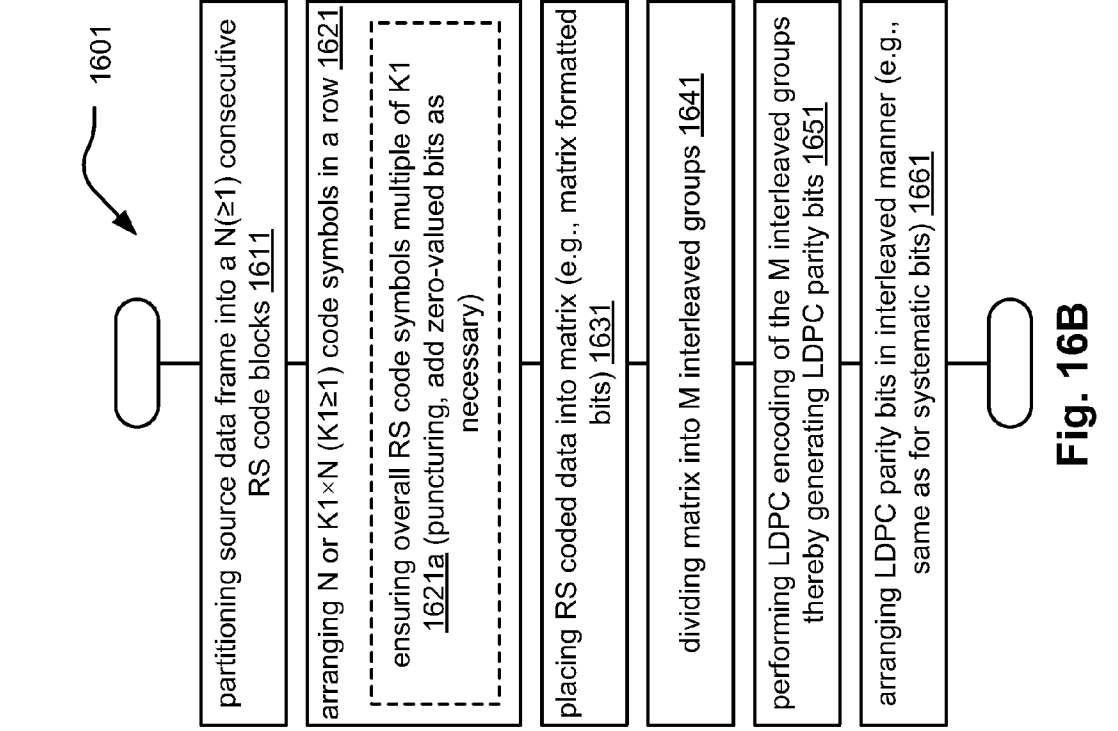 1601
partitioning source data frame into a N(≥1) consecutive
RS code blocks 1611
arranging N or K1×N (K1≥1) code symbols in a row 1621
ensuring overall RS code symbols multiple of K1
1621a (puncturing, add zero-valued bits as
necessary)
placing RS coded data into matrix (e.g., matrix formatted
bits) 1631
dividing matrix into M interleaved groups 1641
performing LDPC encoding of the M interleaved groups
thereby generating LDPC parity bits 1651
arranging LDPC parity bits in interleaved manner (e.g.,
same as for systematic bits) 1661
Fig. 16B